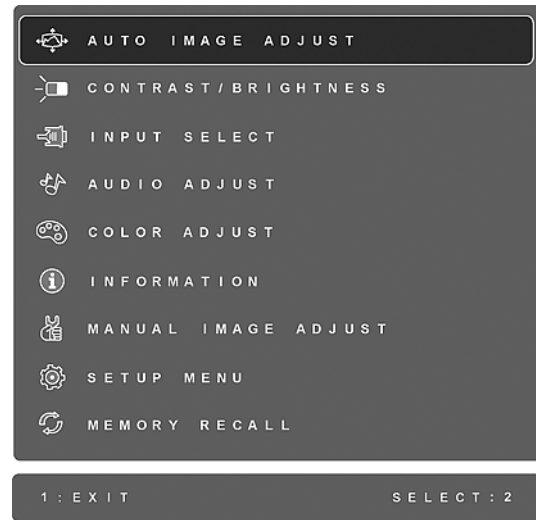 AUTO IMAGE ADJUST
CONTRAST/BRIGHTNESS
INPUT SELECT
AUDIO ADJUST
COLOR ADJUST
INFORMATION
MANUAL IMAGE ADJUST
SETUP MENU
MEMORY RECALL
1:EXIT SELECT:2